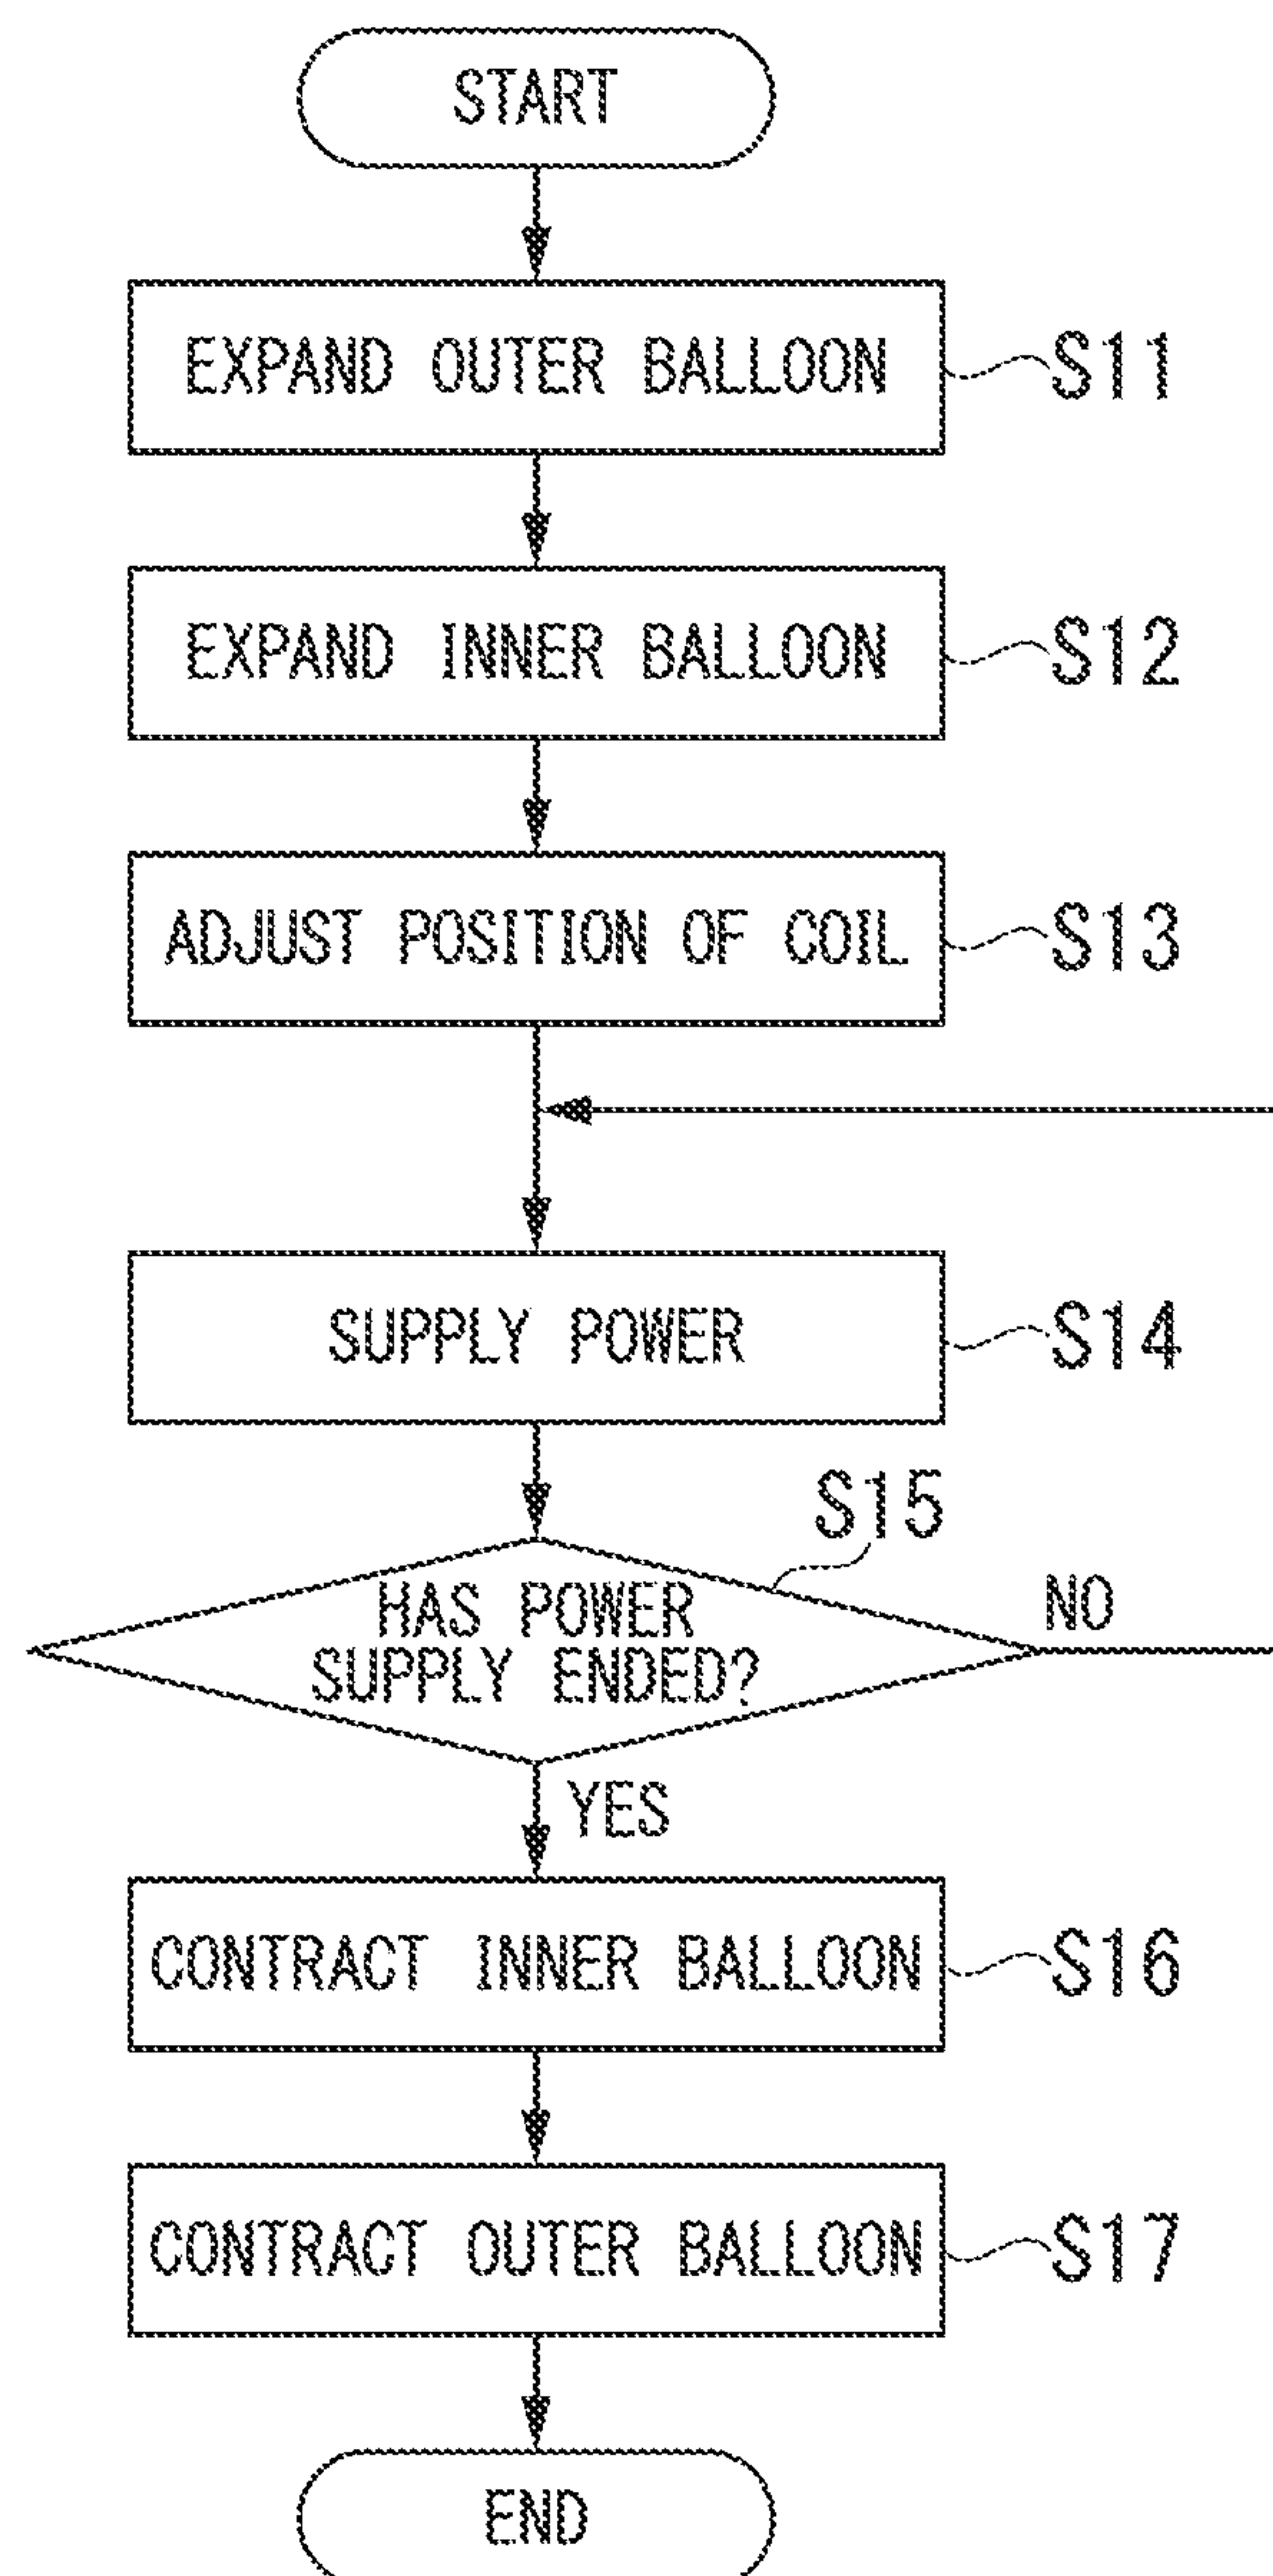 START
EXPAND OUTER BALLOON
S11
EXPAND INNER BALLOON
S12
ADJUST POSITION OF COIL
S13
SUPPLY POWER
S14
S15
HAS POWER
SUPPLY ENDED?
NO
YES
CONTRACT INNER BALLOON
S16
CONTRACT OUTER BALLOON
S17
END